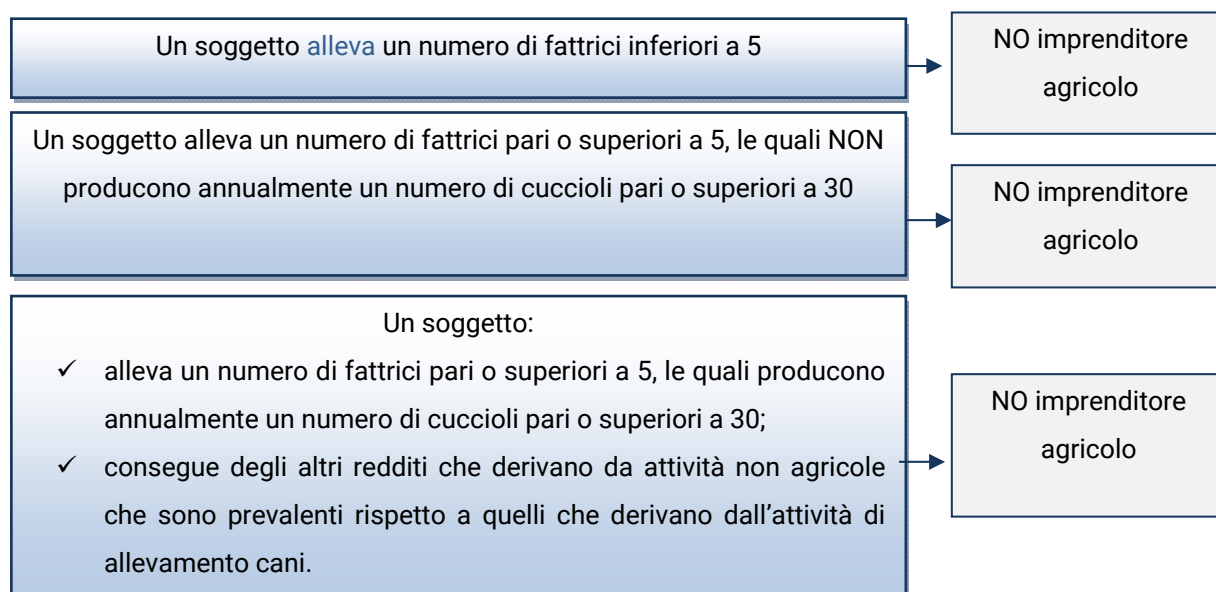 Un soggetto alleva un numero di fattrici inferiori a 5
NO imprenditore
agricolo
Un soggetto alleva un numero di fattrici pari o superiori a 5, le quali NON
producono annualmente un numero di cuccioli pari o superiori a 30
NO imprenditore
agricolo
Un soggetto:
✓ alleva un numero di fattrici pari o superiori a 5, le quali producono
annualmente un numero di cuccioli pari o superiori a 30;
✓ consegue degli altri redditi che derivano da attività non agricole
che sono prevalenti rispetto a quelli che derivano dall’attività di
allevamento cani.
NO imprenditore
agricolo